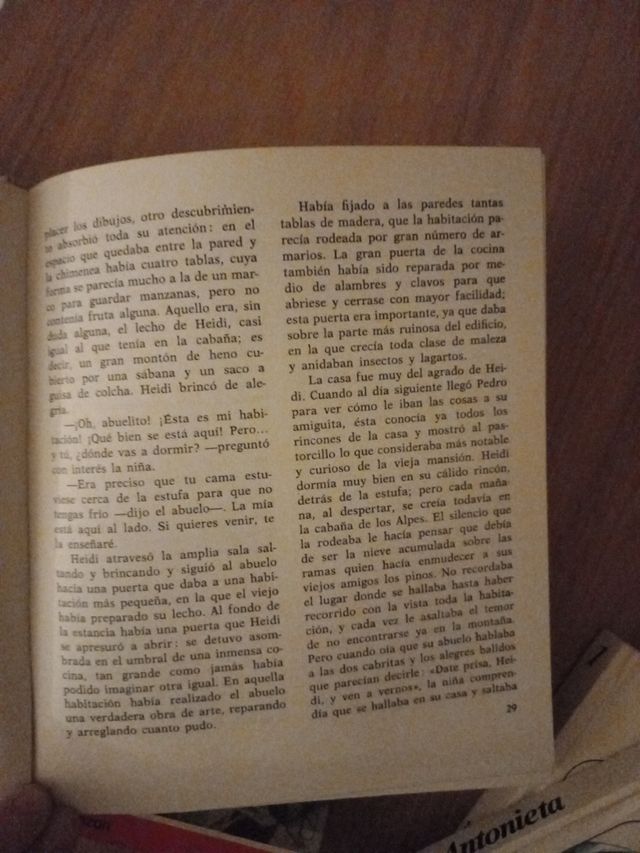 placer los dibujos, otro descubrimien-
to absorbió toda su atención: en el
espacio que quedaba entre la pared y
la chimenea había cuatro tablas, cuya
forma se parecía mucho a la de un mar-
co para guardar manzanas, pero no
contenía fruta alguna. Aquello era, sin
duda alguna, el lecho de Heidi, casi
igual al que tenía en la cabaña; es
decir, un gran montón de heno cu-
bierto por una sábana y un saco a
guisa de colcha. Heidi brincó de ale-
gría.
—¡Oh, abuelito! ¡Ésta es mi habi-
tación! ¡Qué bien se está aquí! Pero...
y tú, ¿dónde vas a dormir? —preguntó
con interés la niña.
—Era preciso que tu cama estu-
viese cerca de la estufa para que no
tengas frío —dijo el abuelo—. La mía
está aquí al lado. Si quieres venir, te
la enseñaré.
Heidi atravesó la amplia sala sal-
tando y brincando y siguió al abuelo
hacia una puerta que daba a una habi-
tación más pequeña, en la que el viejo
había preparado su lecho. Al fondo de
la estancia había una puerta que Heidi
se apresuró a abrir: se detuvo asom-
brada en el umbral de una inmensa co-
cina, tan grande como jamás había
podido imaginar otra igual. En aquella
habitación había realizado el abuelo
una verdadera obra de arte, reparando
y arreglando cuanto pudo.
Había fijado a las paredes tantas
tablas de madera, que la habitación pa-
recía rodeada por gran número de ar-
marios. La gran puerta de la cocina
también había sido reparada por me-
dio de alambres y clavos para que
abriese y cerrase con mayor facilidad;
esta puerta era importante, ya que daba
sobre la parte más ruinosa del edificio,
en la que crecía toda clase de maleza
y anidaban insectos y lagartos.
La casa fue muy del agrado de Hei-
di. Cuando al día siguiente llegó Pedro
para ver cómo le iban las cosas a su
amiguita, ésta conocía ya todos los
rincones de la casa y mostró al pas-
torcillo lo que consideraba más notable
y curioso de la vieja mansión. Heidi
dormía muy bien en su cálido rincón,
detrás de la estufa; pero cada maña-
na, al despertar, se creía todavía en
la cabaña de los Alpes. El silencio que
la rodeaba le hacía pensar que debía
de ser la nieve acumulada sobre las
ramas quien hacía enmudecer a sus
viejos amigos los pinos. No recordaba
el lugar donde se hallaba hasta haber
recorrido con la vista toda la habita-
ción, y cada vez le asaltaba el temor
de no encontrarse ya en la montaña.
Pero cuando oía que su abuelo hablaba
a las dos cabritas y los alegres balidos
que parecían decirle: «Date prisa, Hei-
di, y ven a vernos», la niña compren-
día que se hallaba en su casa y saltaba
29
Antonieta